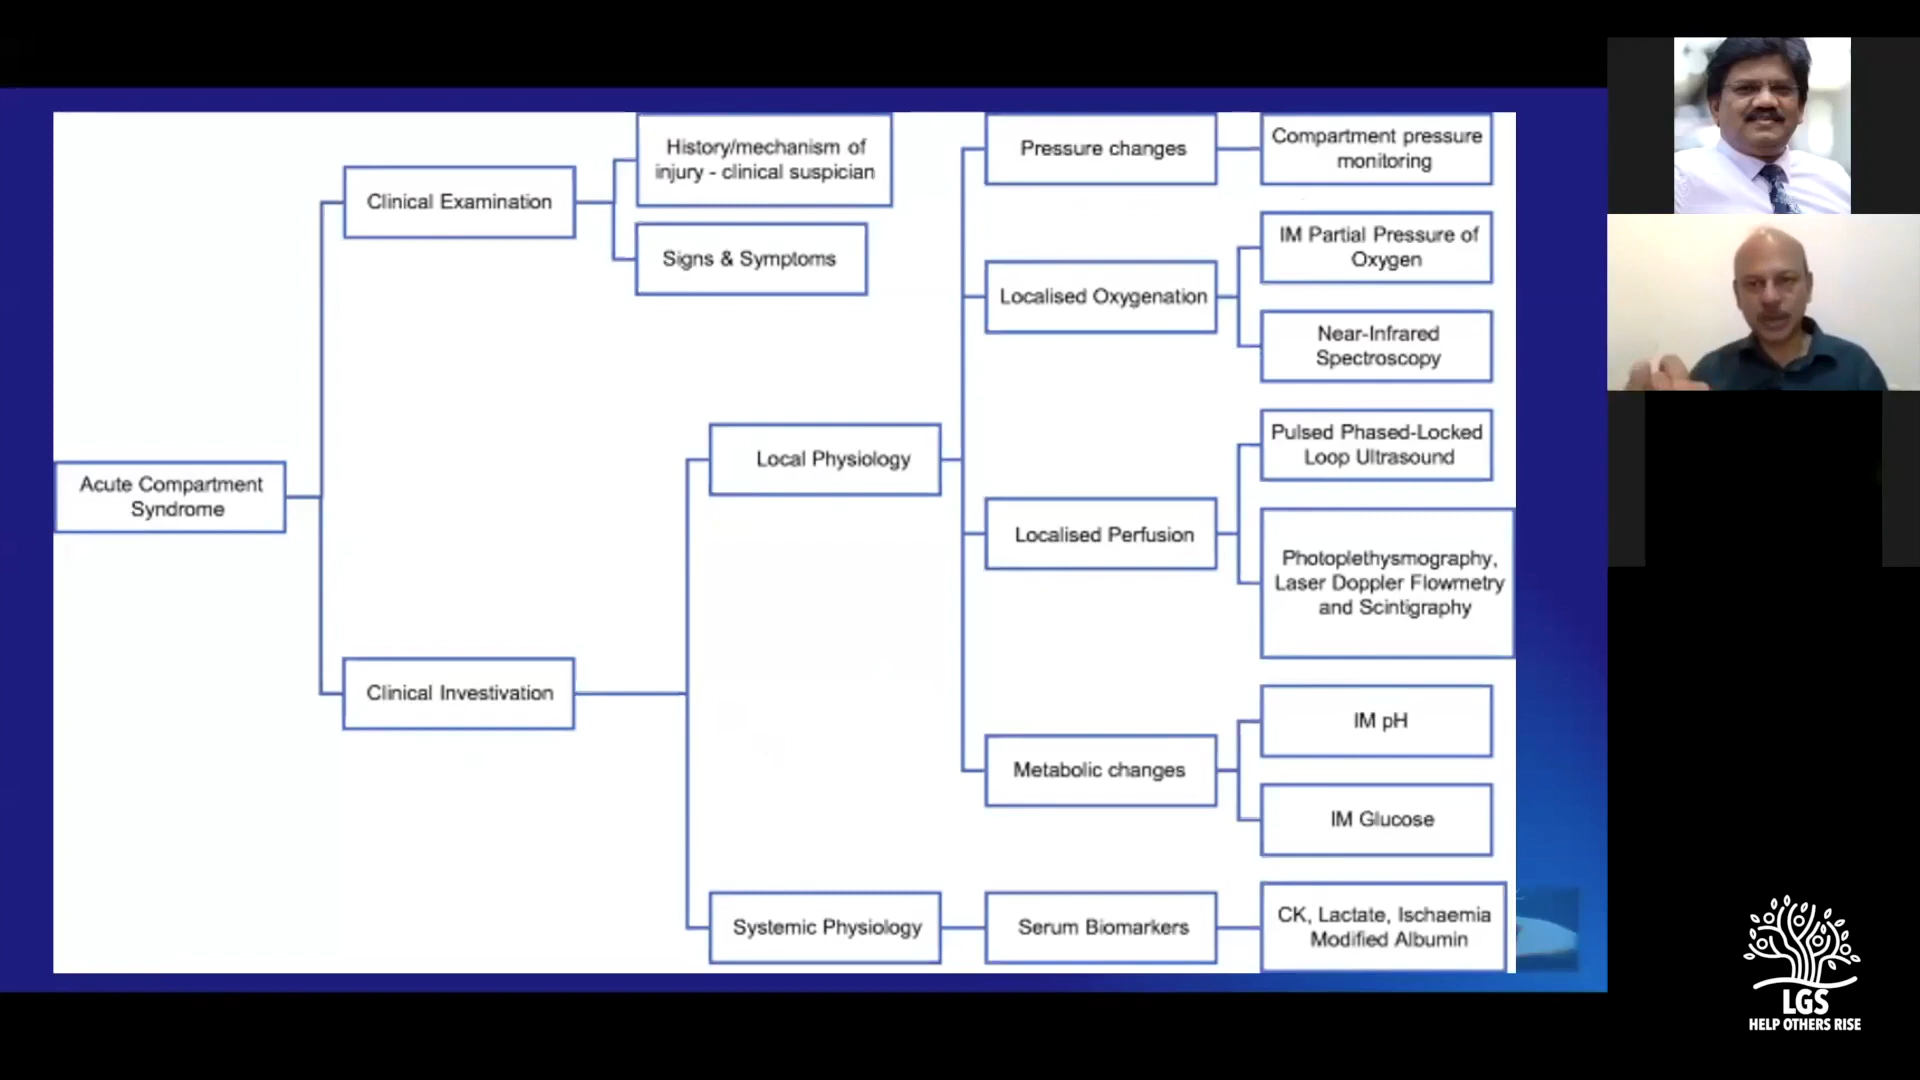 History/mechanism of
injury - clinical suspician
Clinical Examination
Signs & Symptoms
Acute Compartment
Syndrome
Clinical Investivation
Local Physiology
Systemic Physiology
Pressure changes
Localised Oxygenation
Localised Perfusion
Metabolic changes
Serum Biomarkers
Compartment pressure
monitoring
IM Partial Pressure of
Oxygen
Near-Infrared
Spectroscopy
Pulsed Phased-Locked
Loop Ultrasound
Photoplethysmography,
Laser Doppler Flowmetry
and Scintigraphy
IM pH
IM Glucose
CK, Lactate, Ischaemia
Modified Albumin
LGS
HELP OTHERS RISE